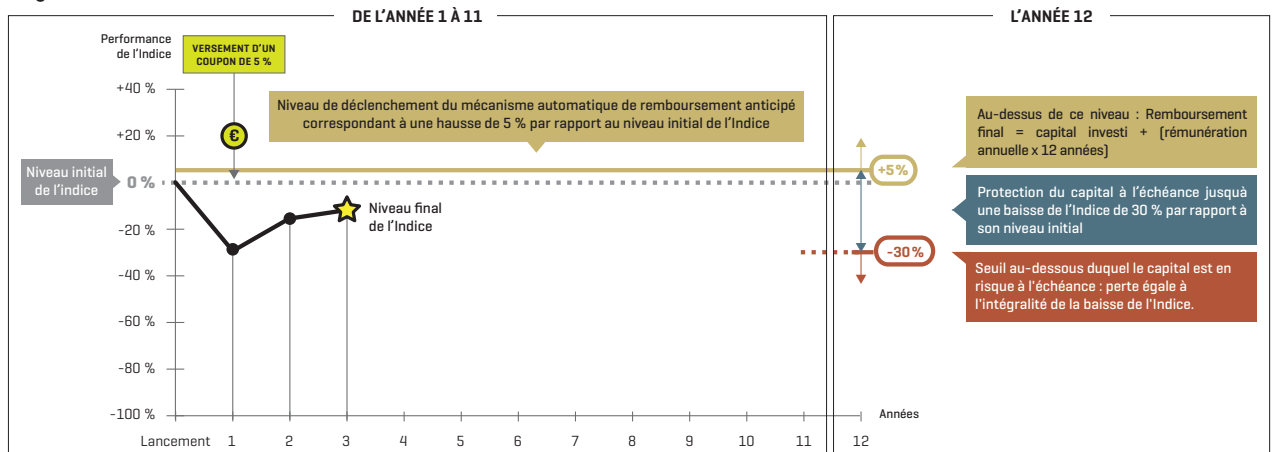 DE L'ANNÉE 1 À 11
L'ANNÉE 12
Performance
de l'Indice
VERSEMENT D'UN
COUPON DE 5 %
+40 %
+20 %
Niveau initial
de l'indice
0 %
-20 %
-40 %
-60 %
-80 %
-100 %
€
Niveau de déclenchement du mécanisme automatique de remboursement anticipé
correspondant à une hausse de 5 % par rapport au niveau initial de l'Indice
Niveau final
de l'Indice
+5%
-30%
Au-dessus de ce niveau : Remboursement
final = capital investi + (rémunération
annuelle x 12 années)
Protection du capital à l'échéance jusquà
une baisse de l'Indice de 30 % par rapport à
son niveau initial
Seuil au-dessous duquel le capital est en
risque à l'échéance : perte égale à
l'intégralité de la baisse de l'Indice.
Années
Lancement 1 2 3 4 5 6 7 8 9 10 11 12